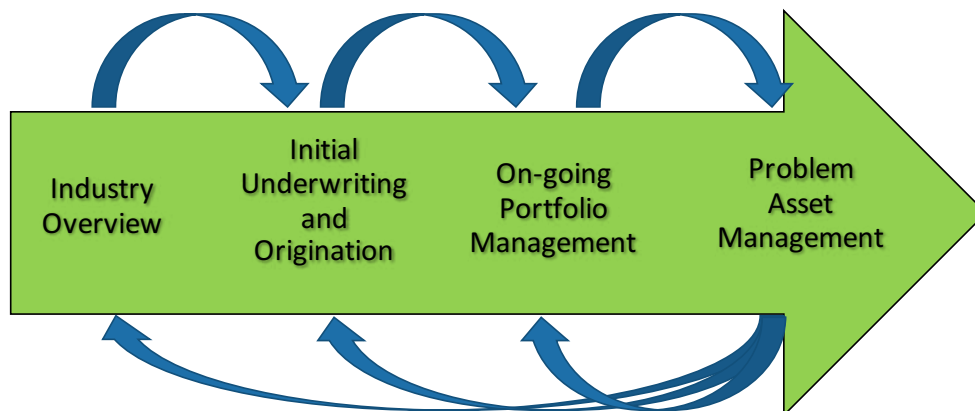 Industry
Overview
Initial
Underwriting
and
Origination
On-going
Portfolio
Management
Problem
Asset
Management